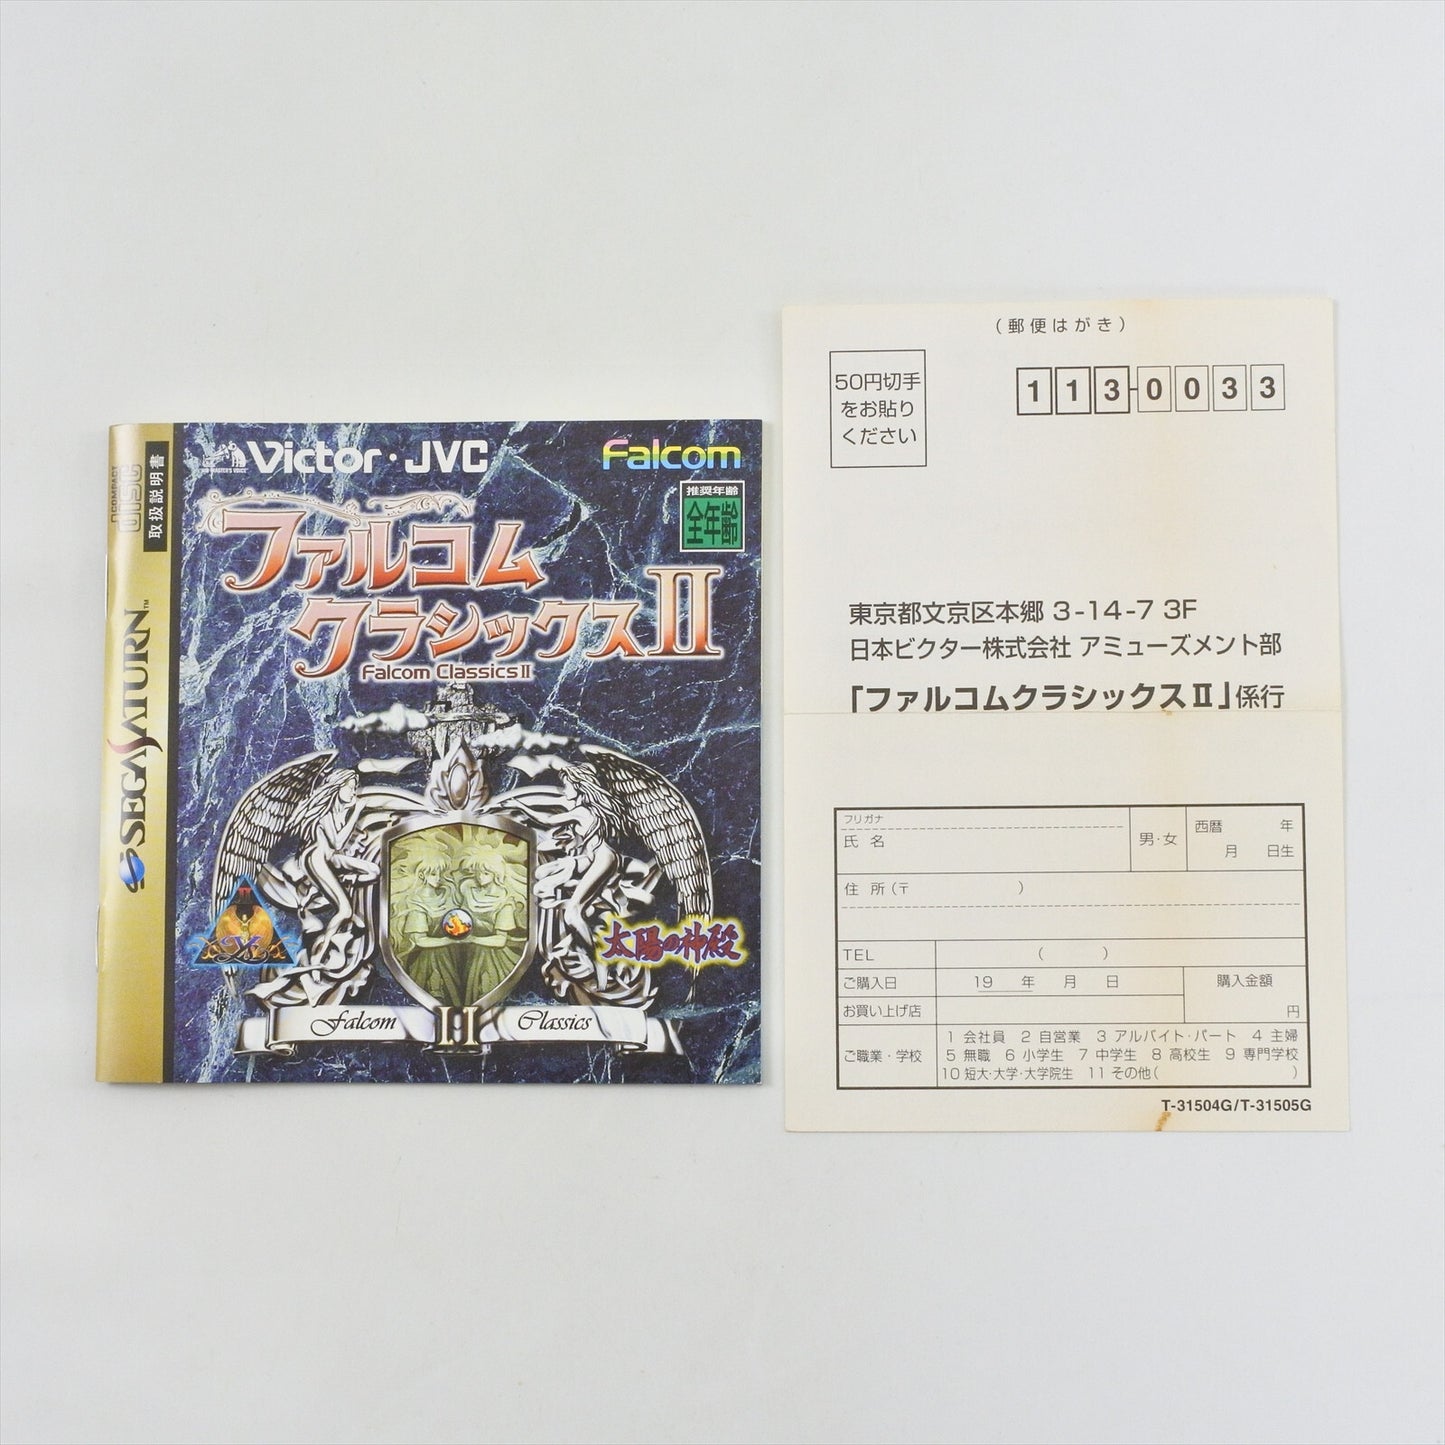 COMPACT
DISC
取扱説明書
SEGA SATURN™
HIS MASTER'S VOICE
Victor・JVC
Falcom
推奨年齢
全年齢
ファルコム
クラシックスII
Falcom Classics II
II
Ys
太陽の神殿
Falcom II Classics
（郵便はがき）
50円切手
をお貼り
ください
113-0033
東京都文京区本郷 3-14-7 3F
日本ビクター株式会社 アミューズメント部
「ファルコムクラシックスII」係行
フリガナ
氏 名
男・女
西暦 年
月 日生
住 所（〒 ）
TEL （ ）
ご購入日 19 年 月 日
購入金額
円
お買い上げ店
ご職業・学校
1 会社員 2 自営業 3 アルバイト・パート 4 主婦
5 無職 6 小学生 7 中学生 8 高校生 9 専門学校
10 短大・大学・大学院生 11 その他（ ）
T-31504G/T-31505G